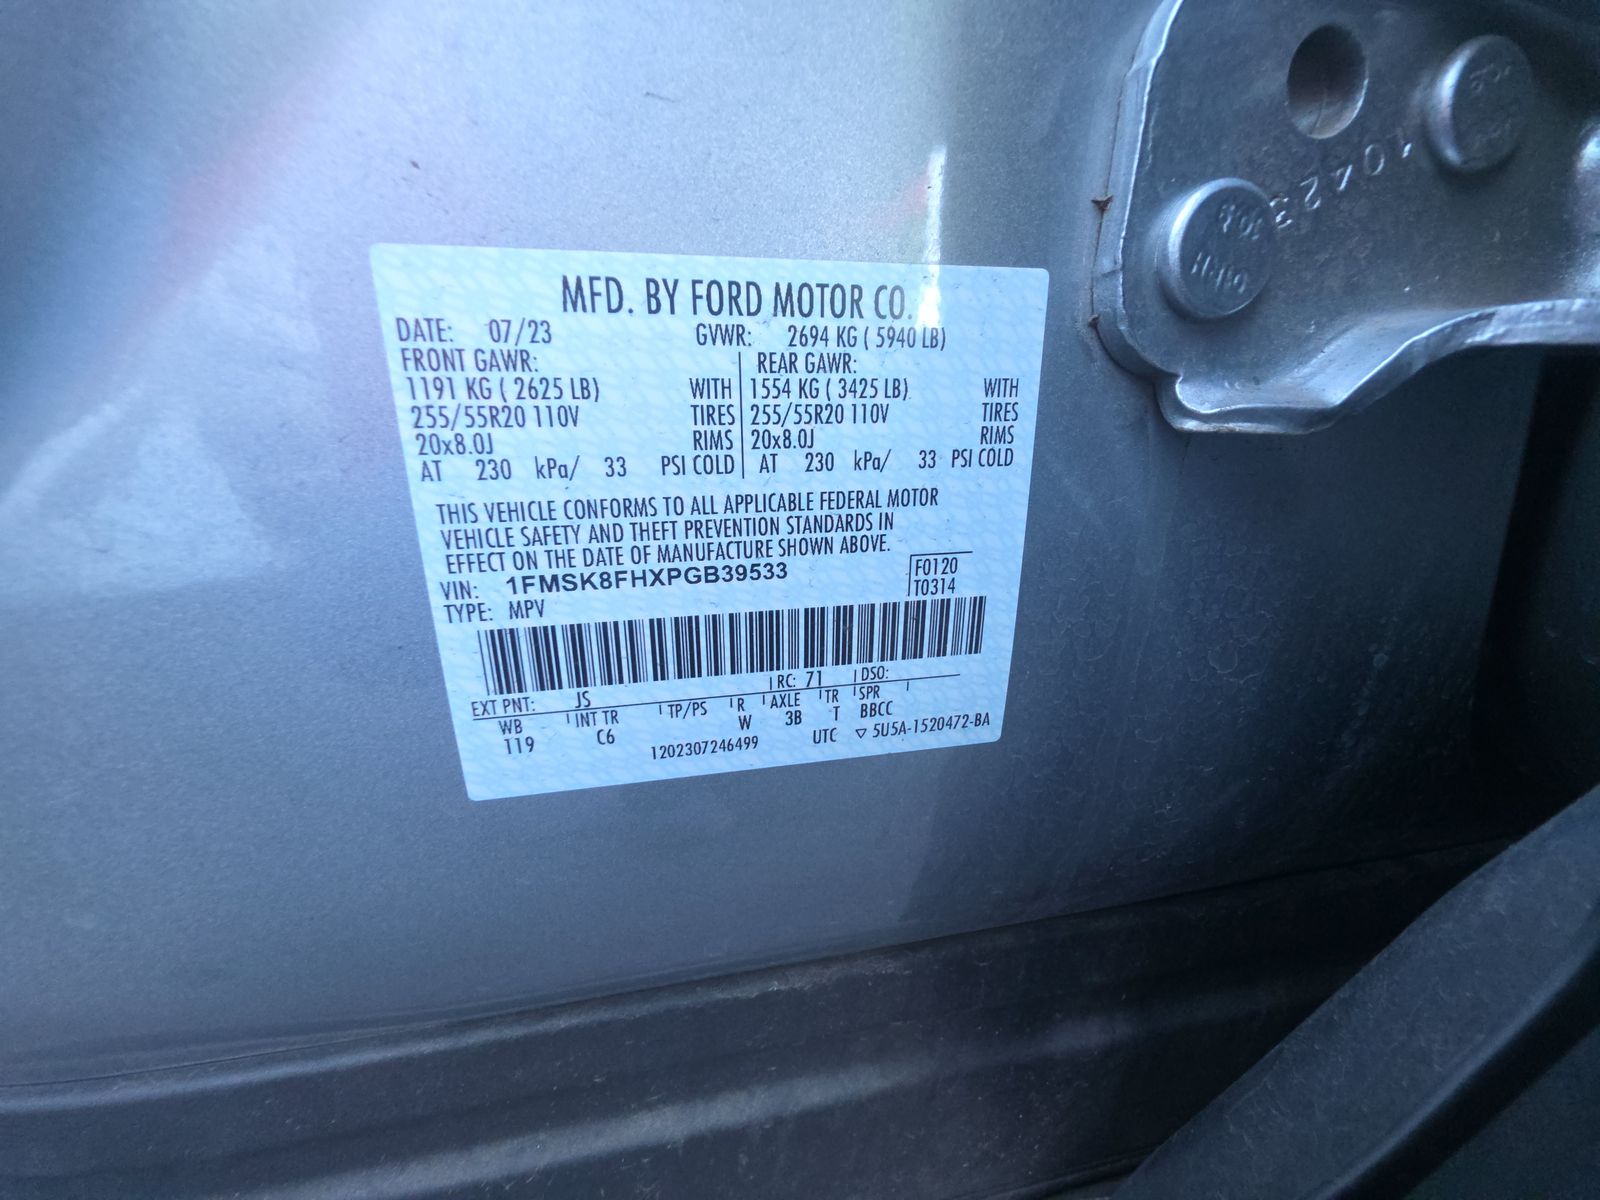 MFD. BY FORD MOTOR CO.
DATE: 07/23 GVWR: 2694 KG ( 5940 LB)
FRONT GAWR: REAR GAWR:
1191 KG ( 2625 LB) WITH 1554 KG ( 3425 LB) WITH
255/55R20 110V TIRES 255/55R20 110V TIRES
20x8.0J RIMS 20x8.0J RIMS
AT 230 kPa/ 33 PSI COLD AT 230 kPa/ 33 PSI COLD
THIS VEHICLE CONFORMS TO ALL APPLICABLE FEDERAL MOTOR
VEHICLE SAFETY AND THEFT PREVENTION STANDARDS IN
EFFECT ON THE DATE OF MANUFACTURE SHOWN ABOVE.
VIN: 1FMSK8FHXPGB39533 F0120
TYPE: MPV T0314
RC: 71 DSO:
EXT PNT: JS
WB INT TR TP/PS R AXLE TR SPR
119 C6 W 3B T BBCC
1202307246499 UTC ▽ 5U5A-1520472-BA
10423
10.9